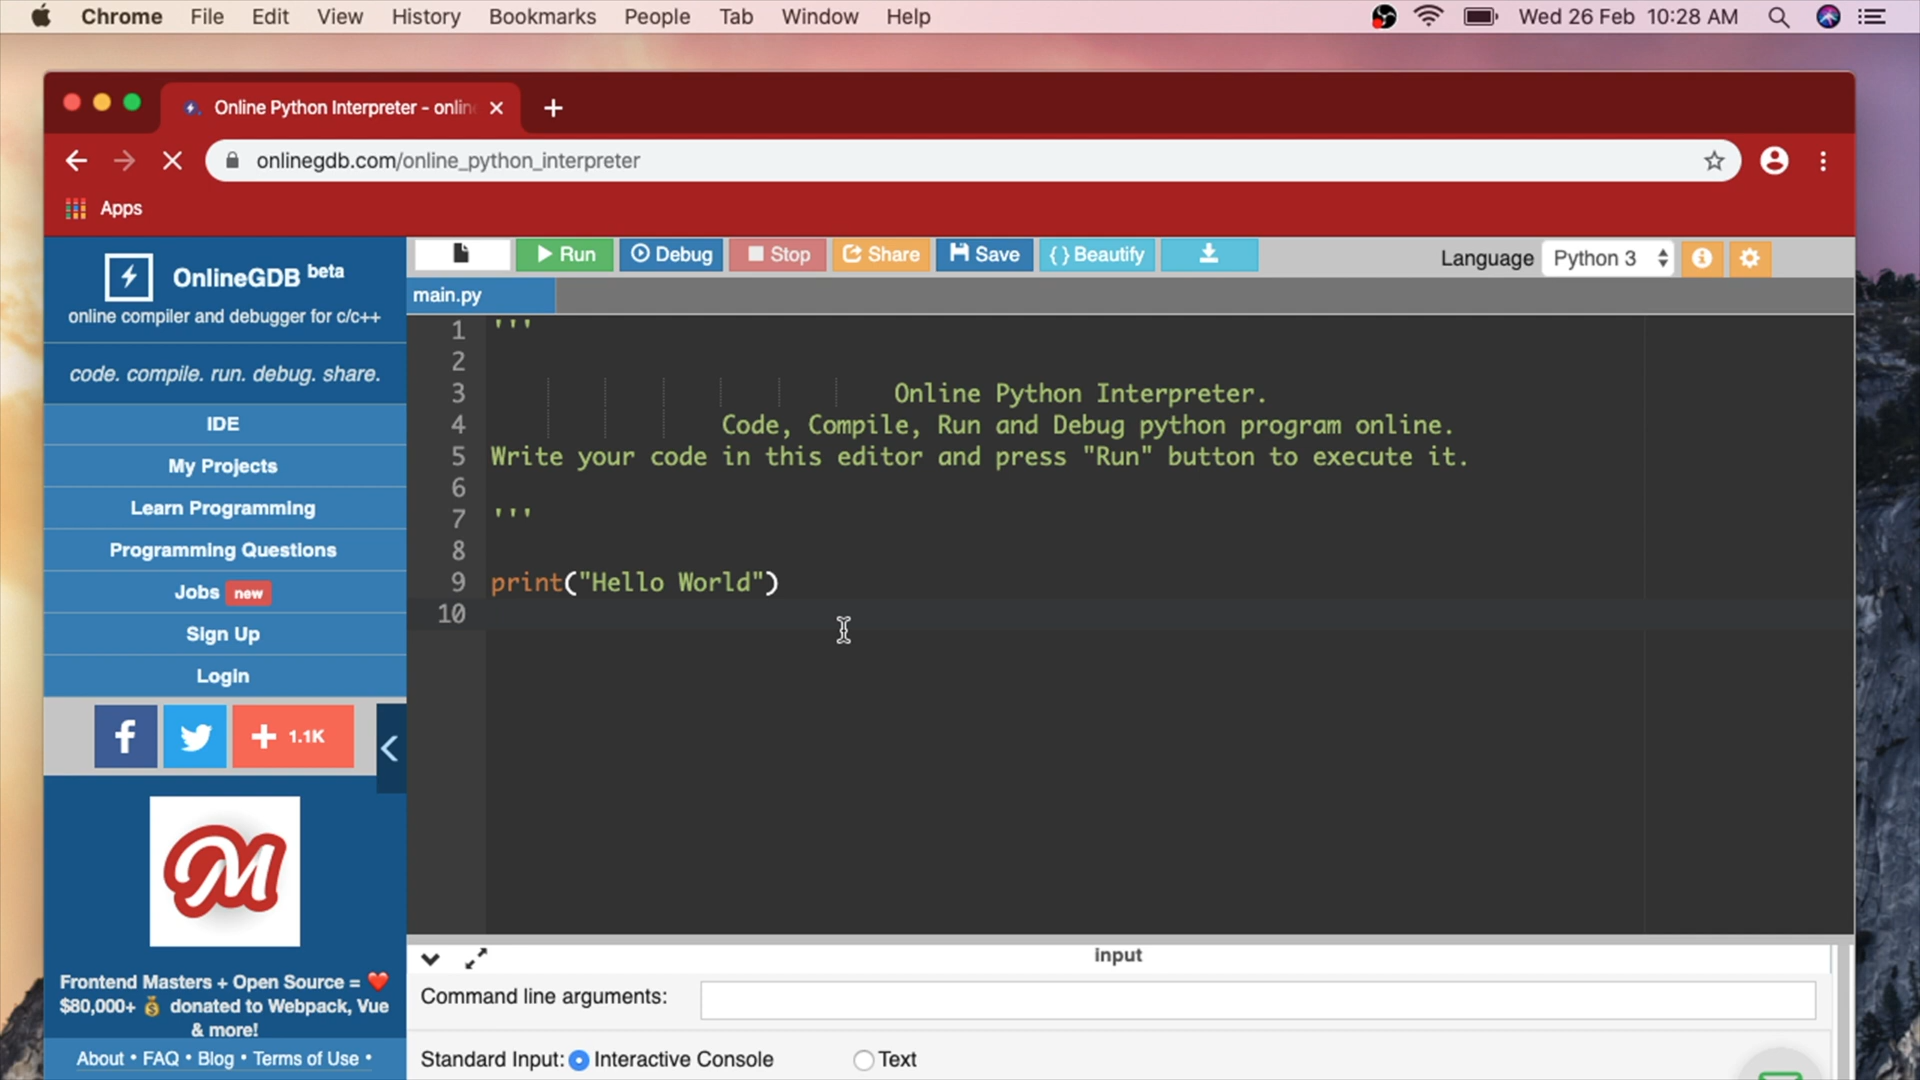 Chrome File Edit View History Bookmarks People Tab Window Help Wed 26 Feb 10:28 AM
Online Python Interpreter - onlin
onlinegdb.com/online_python_interpreter
Apps
OnlineGDB beta
online compiler and debugger for c/c++
code. compile. run. debug. share.
IDE
My Projects
Learn Programming
Programming Questions
Jobs new
Sign Up
Login
f + 1.1K
M
Frontend Masters + Open Source = ❤️
$80,000+ 💰 donated to Webpack, Vue
& more!
About • FAQ • Blog • Terms of Use •
Run Debug Stop Share Save { } Beautify Language Python 3
main.py
1 '''
2
3 Online Python Interpreter.
4 Code, Compile, Run and Debug python program online.
5 Write your code in this editor and press "Run" button to execute it.
6
7 '''
8
9 print("Hello World")
10
input
Command line arguments:
Standard Input: Interactive Console Text